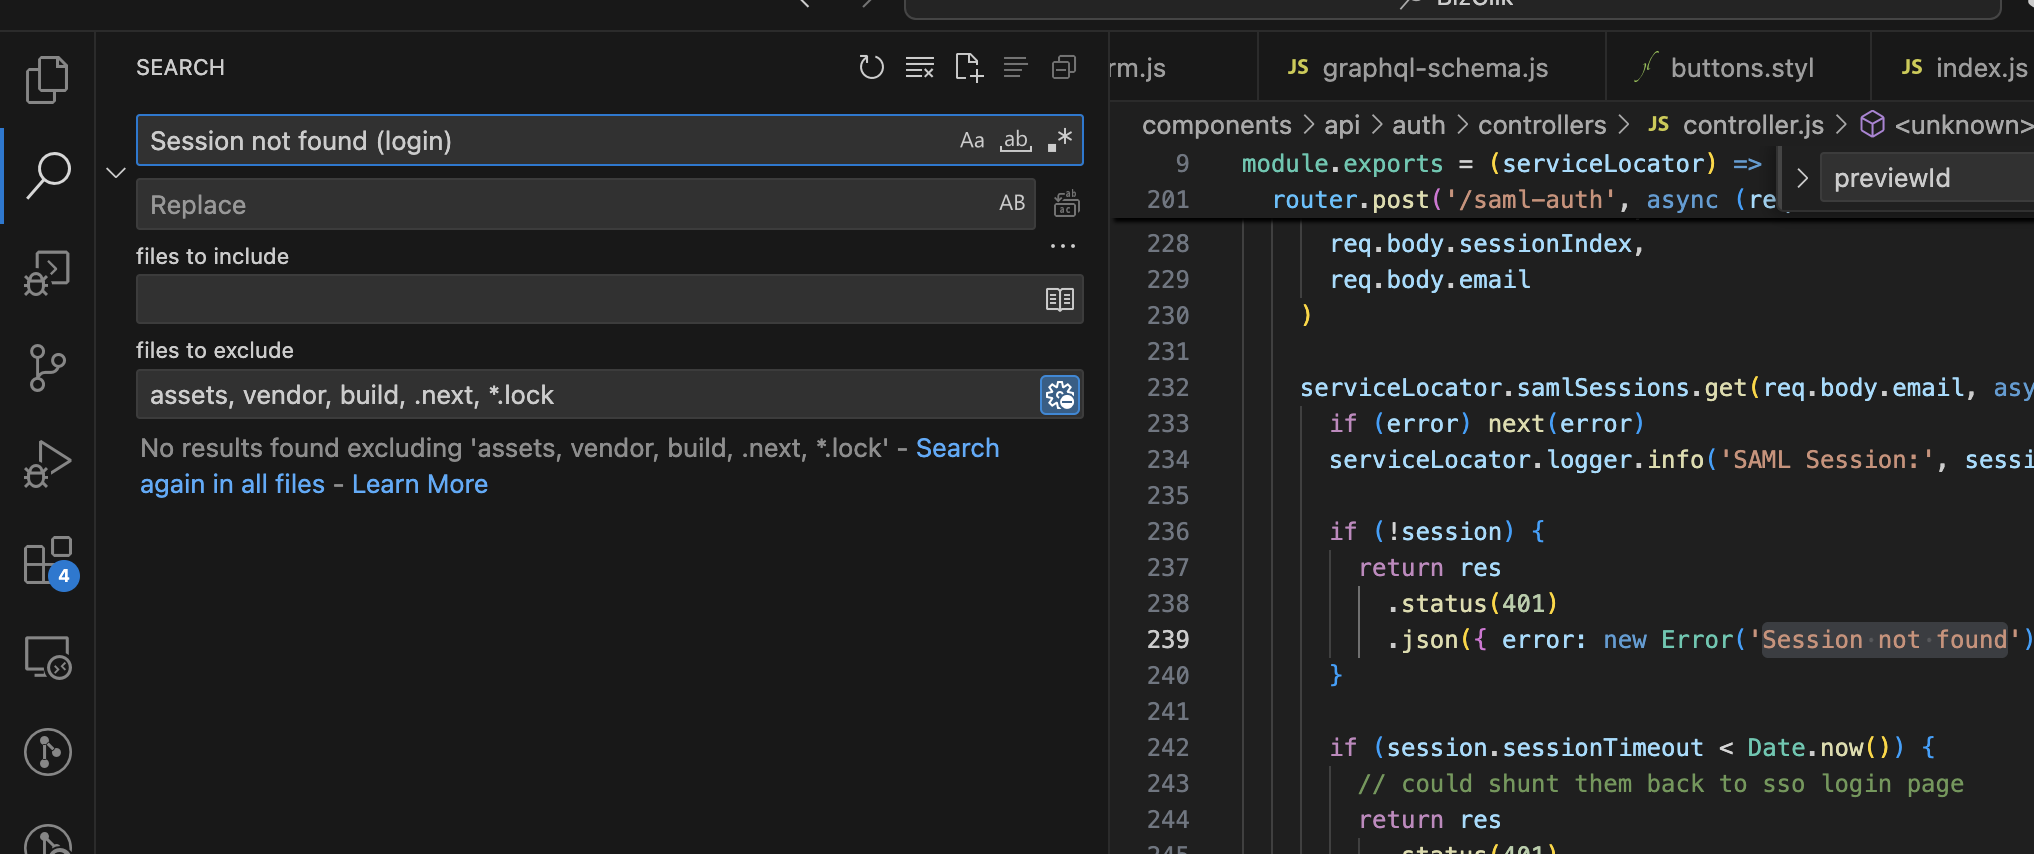 SEARCH
Session not found (login)
Aa
ab
.*
Replace
AB
files to include
files to exclude
assets, vendor, build, .next, *.lock
No results found excluding 'assets, vendor, build, .next, *.lock' - Search
again in all files - Learn More
4
rm.js
JS graphql-schema.js
buttons.styl
JS index.js
components > api > auth > controllers > JS controller.js > <unknown>
previewId
9 module.exports = (serviceLocator) =>
201 router.post('/saml-auth', async (re
228 req.body.sessionIndex,
229 req.body.email
230 )
231
232 serviceLocator.samlSessions.get(req.body.email, asy
233 if (error) next(error)
234 serviceLocator.logger.info('SAML Session:', sessi
235
236 if (!session) {
237 return res
238 .status(401)
239 .json({ error: new Error('Session not found')
240 }
241
242 if (session.sessionTimeout < Date.now()) {
243 // could shunt them back to sso login page
244 return res
245 .status(401)